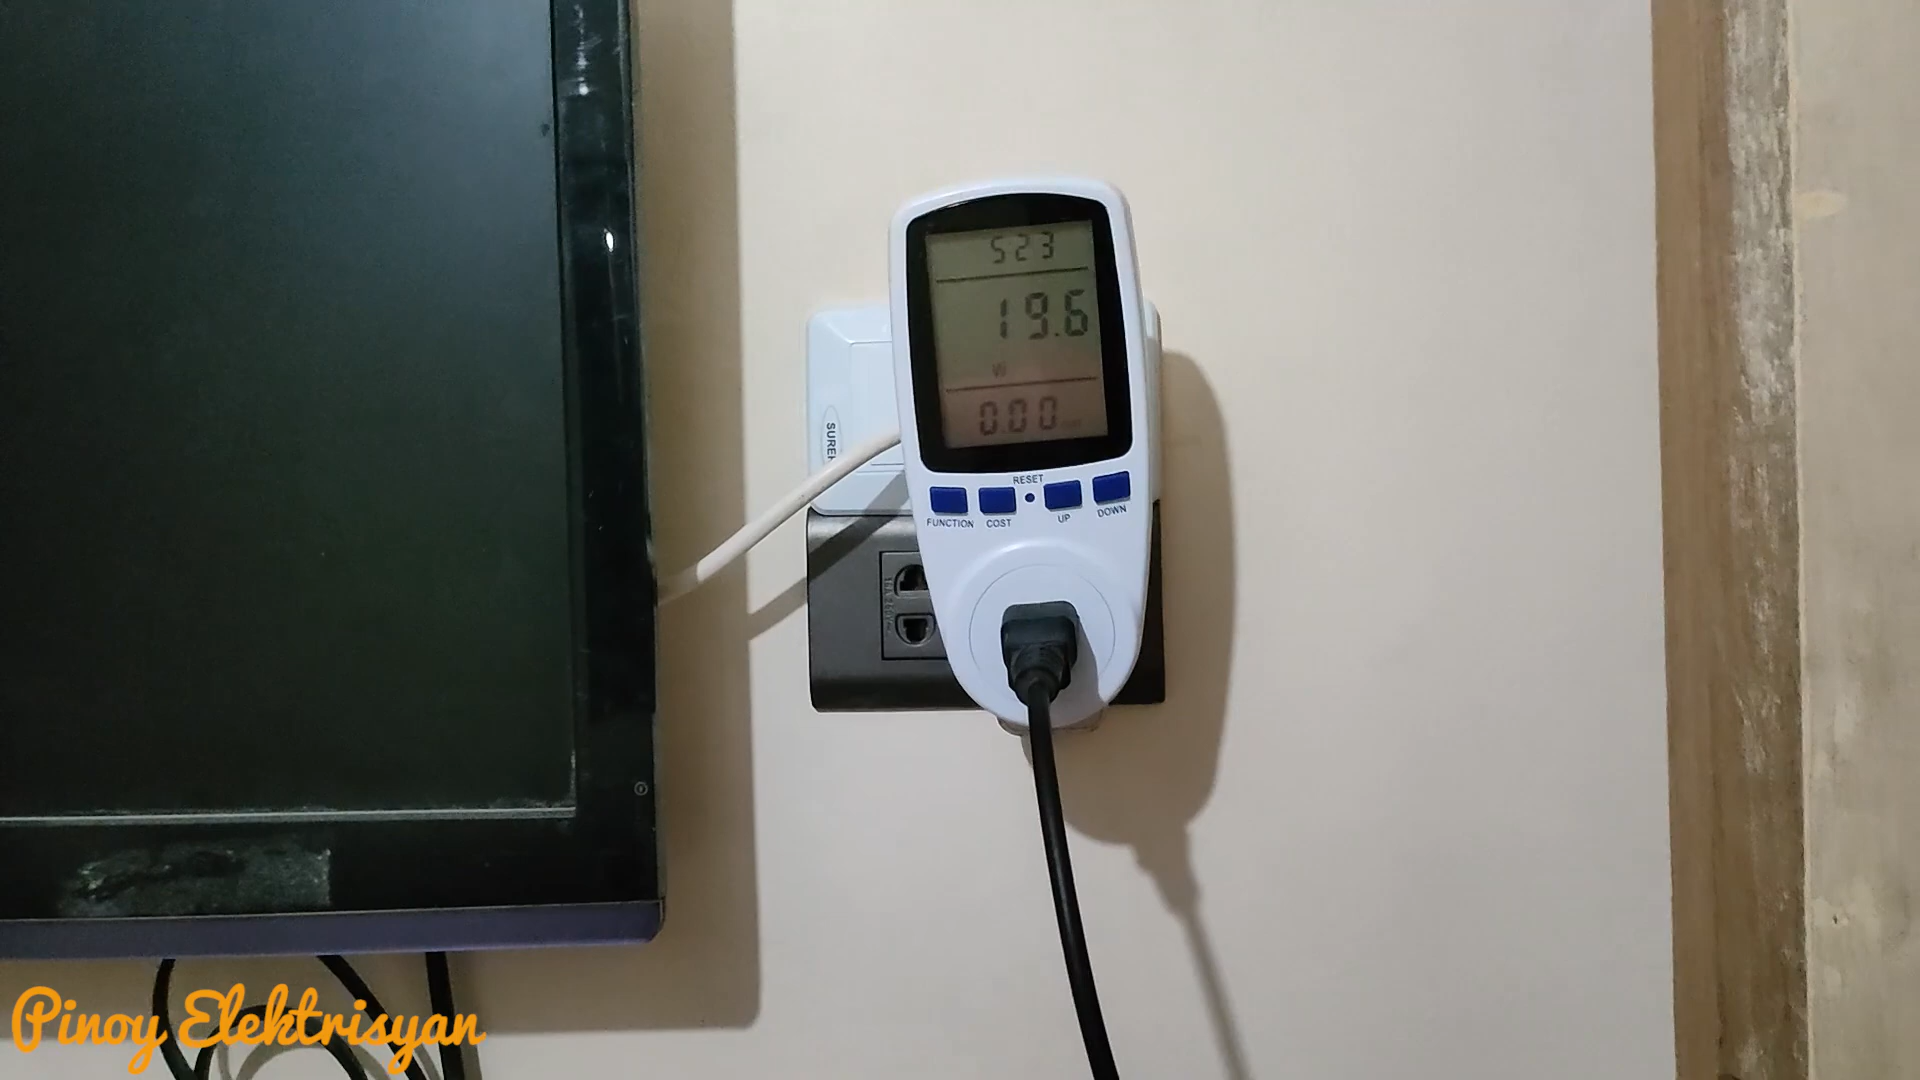 523
19.6
W
0.00
RESET
FUNCTION COST UP DOWN
Pinoy Elektrisyan